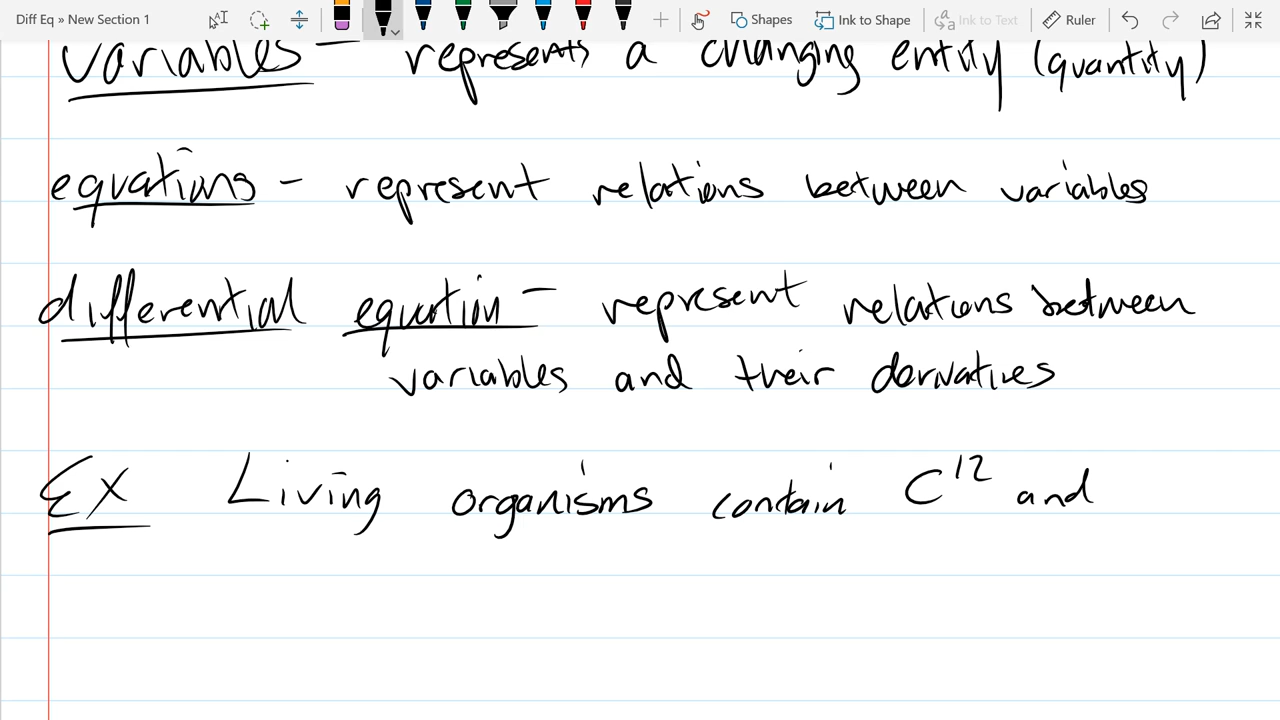 Diff Eq » New Section 1
Shapes
Ink to Shape
Ink to Text
Ruler
variables - represents a changing entity (quantity)
equations - represent relations between variables
differential equation - represent relations between
variables and their derivatives
Ex Living organisms contain C¹² and